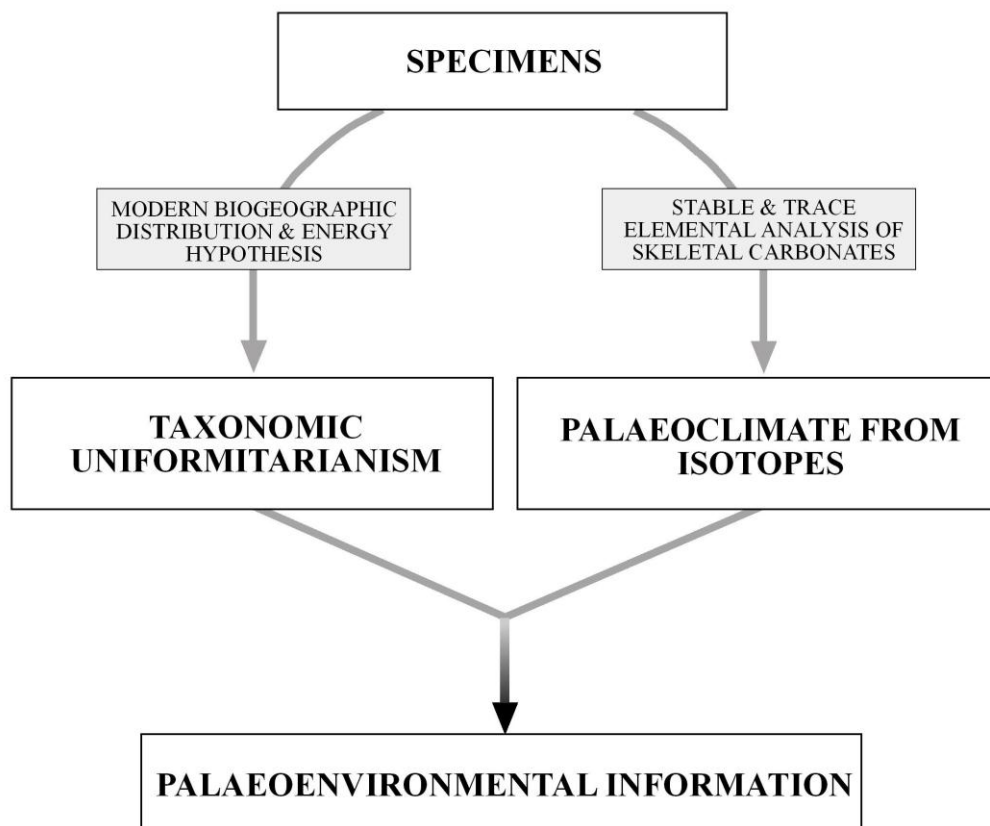 SPECIMENS
MODERN BIOGEOGRAPHIC
DISTRIBUTION & ENERGY
HYPOTHESIS
STABLE & TRACE
ELEMENTAL ANALYSIS OF
SKELETAL CARBONATES
TAXONOMIC
UNIFORMITARIANISM
PALAEOCLIMATE FROM
ISOTOPES
PALAEOENVIRONMENTAL INFORMATION